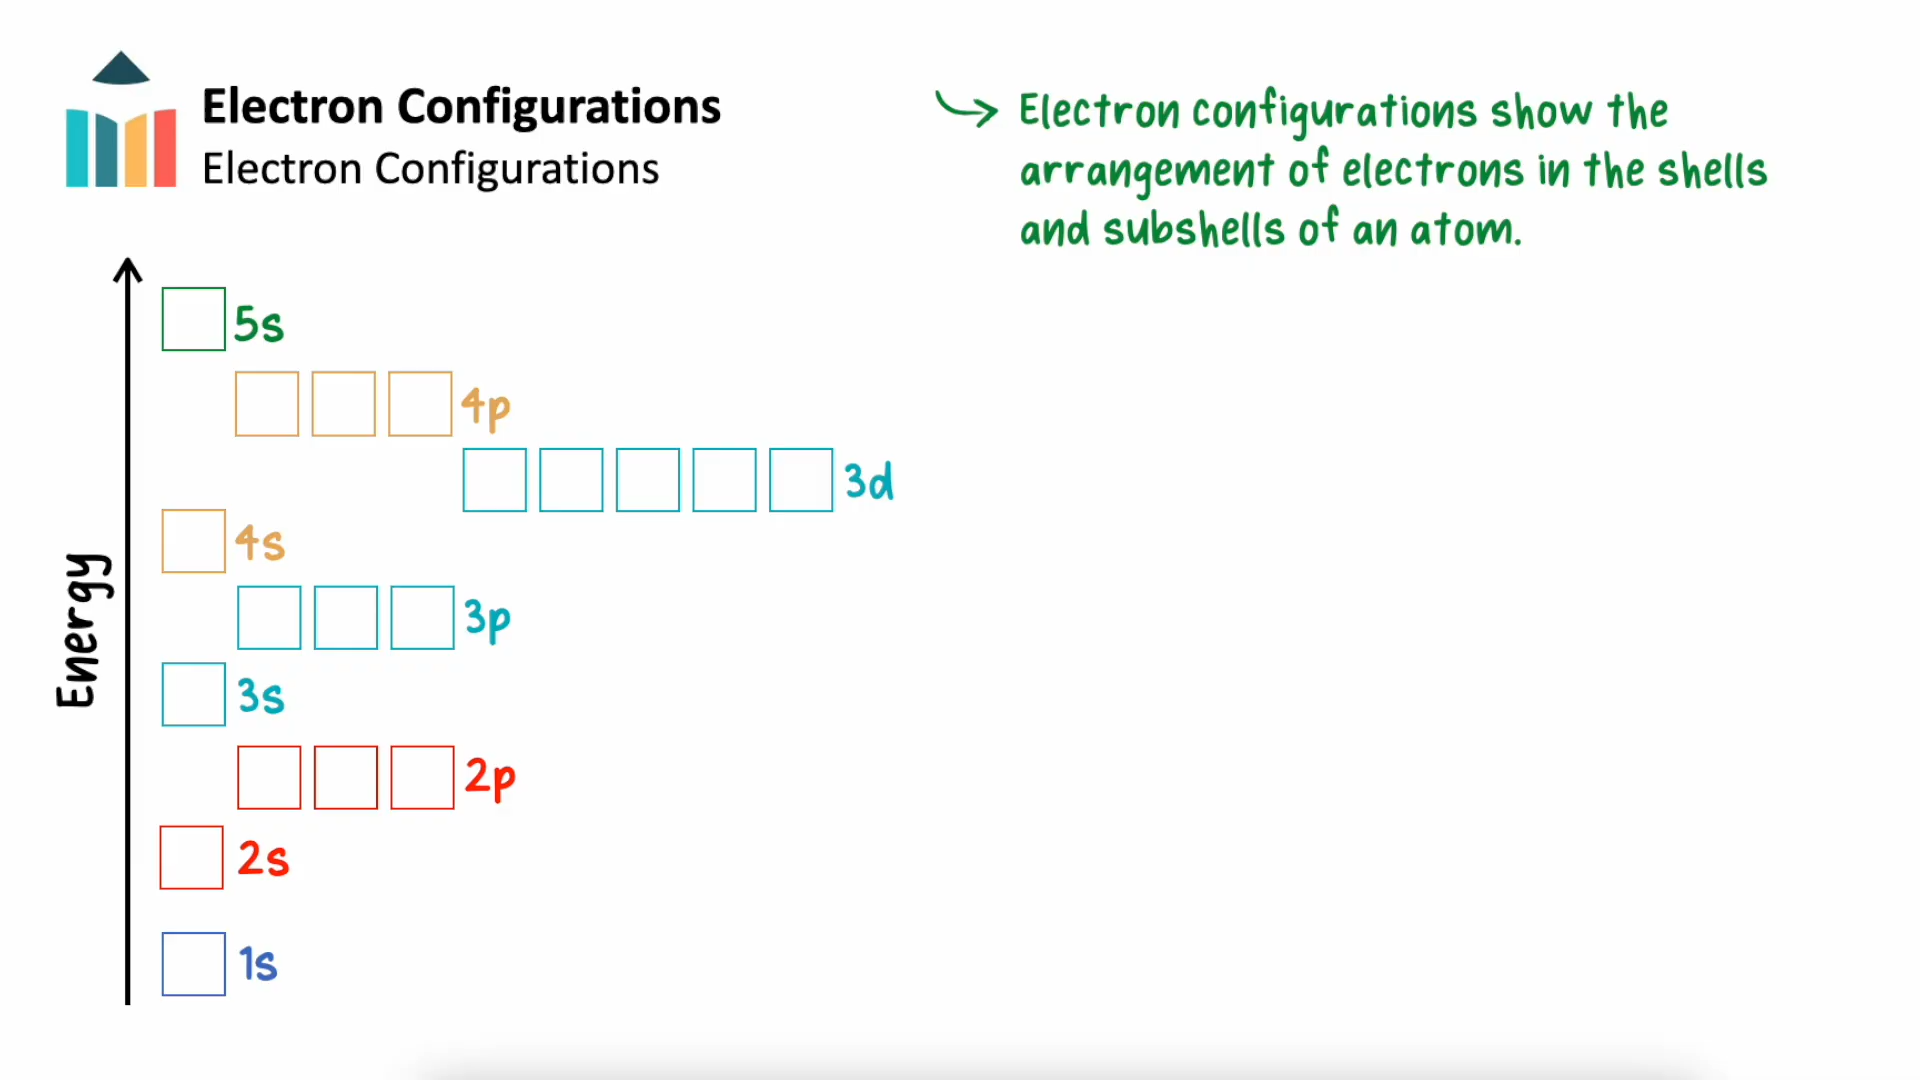 Electron Configurations
Electron Configurations
Electron configurations show the
arrangement of electrons in the shells
and subshells of an atom.
5s
4p
3d
4s
3p
3s
2p
2s
1s
Energy